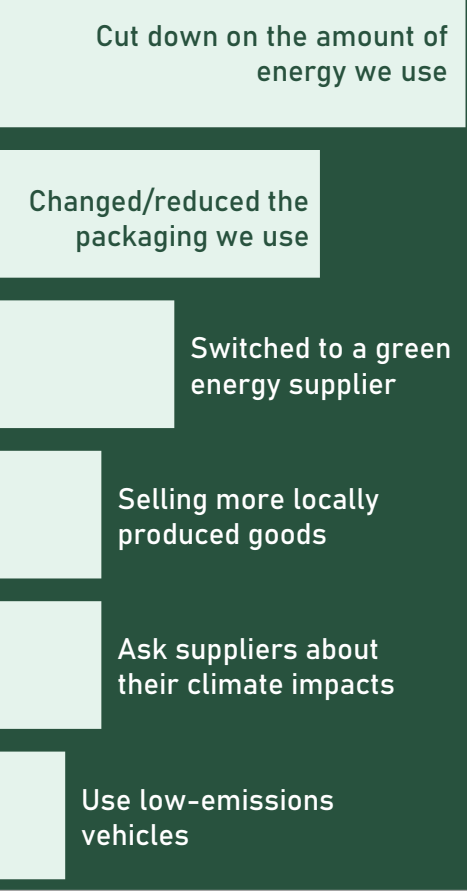 Cut down on the amount of
energy we use
Changed/reduced the
packaging we use
Switched to a green
energy supplier
Selling more locally
produced goods
Ask suppliers about
their climate impacts
Use low-emissions
vehicles